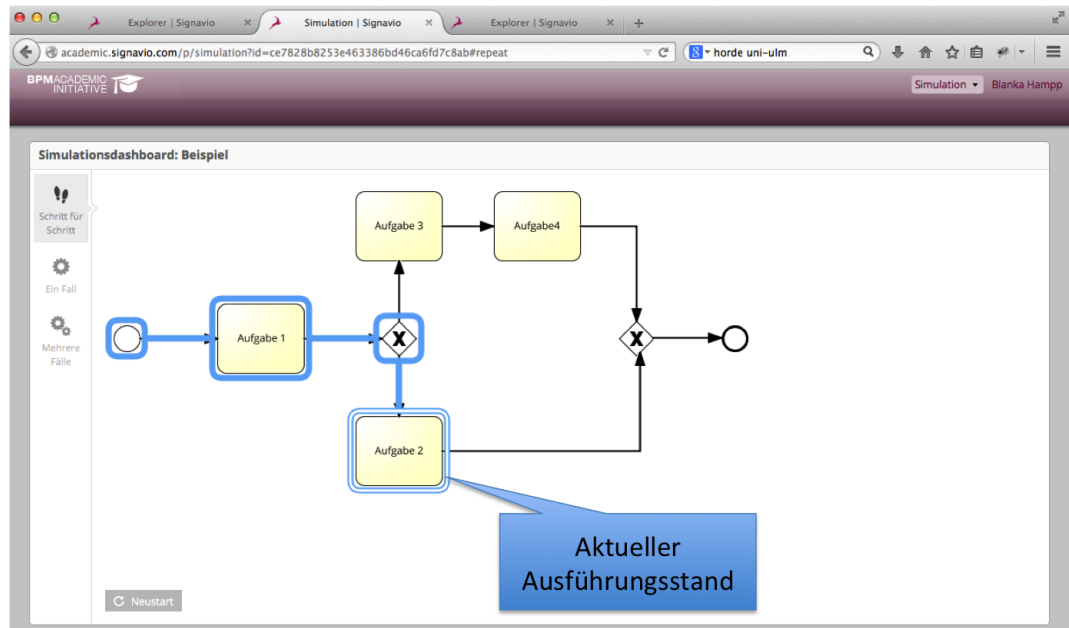 Explorer | Signavio
Simulation | Signavio
Explorer | Signavio
academic.signavio.com/p/simulation?id=ce7828b8253e463386bd46ca6fd7c8ab#repeat
8
horde uni-ulm
BPMACADEMIC
INITIATIVE
Simulation
Bianka Hampp
Simulationsdashboard: Beispiel
Schritt für
Schritt
Ein Fall
Mehrere
Fälle
Aufgabe 3
Aufgabe4
Aufgabe 1
X
X
Aufgabe 2
Aktueller
Ausführungsstand
Neustart